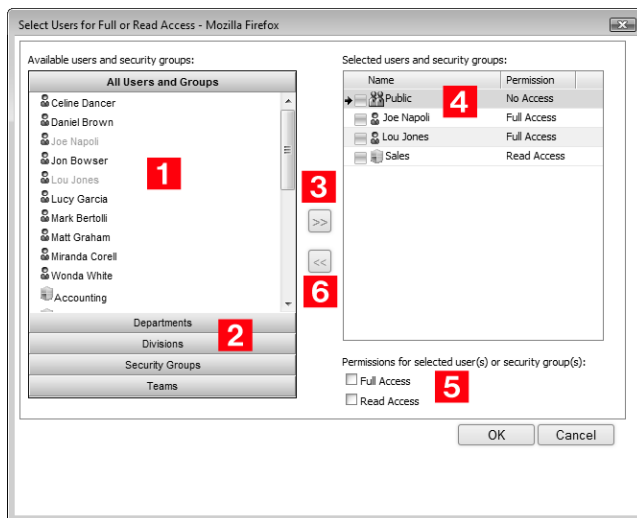 Select Users for Full or Read Access - Mozilla Firefox
Available users and security groups:
All Users and Groups
Celine Dancer
Daniel Brown
Joe Napoli
Jon Bowser
Lou Jones
Lucy Garcia
Mark Bertolli
Matt Graham
Miranda Corell
Wonda White
Accounting
1
Departments
Divisions
2
Security Groups
Teams
3
>>
<<
6
Selected users and security groups:
Name Permission
Public No Access
4
Joe Napoli Full Access
Lou Jones Full Access
Sales Read Access
Permissions for selected user(s) or security group(s):
Full Access
Read Access
5
OK Cancel